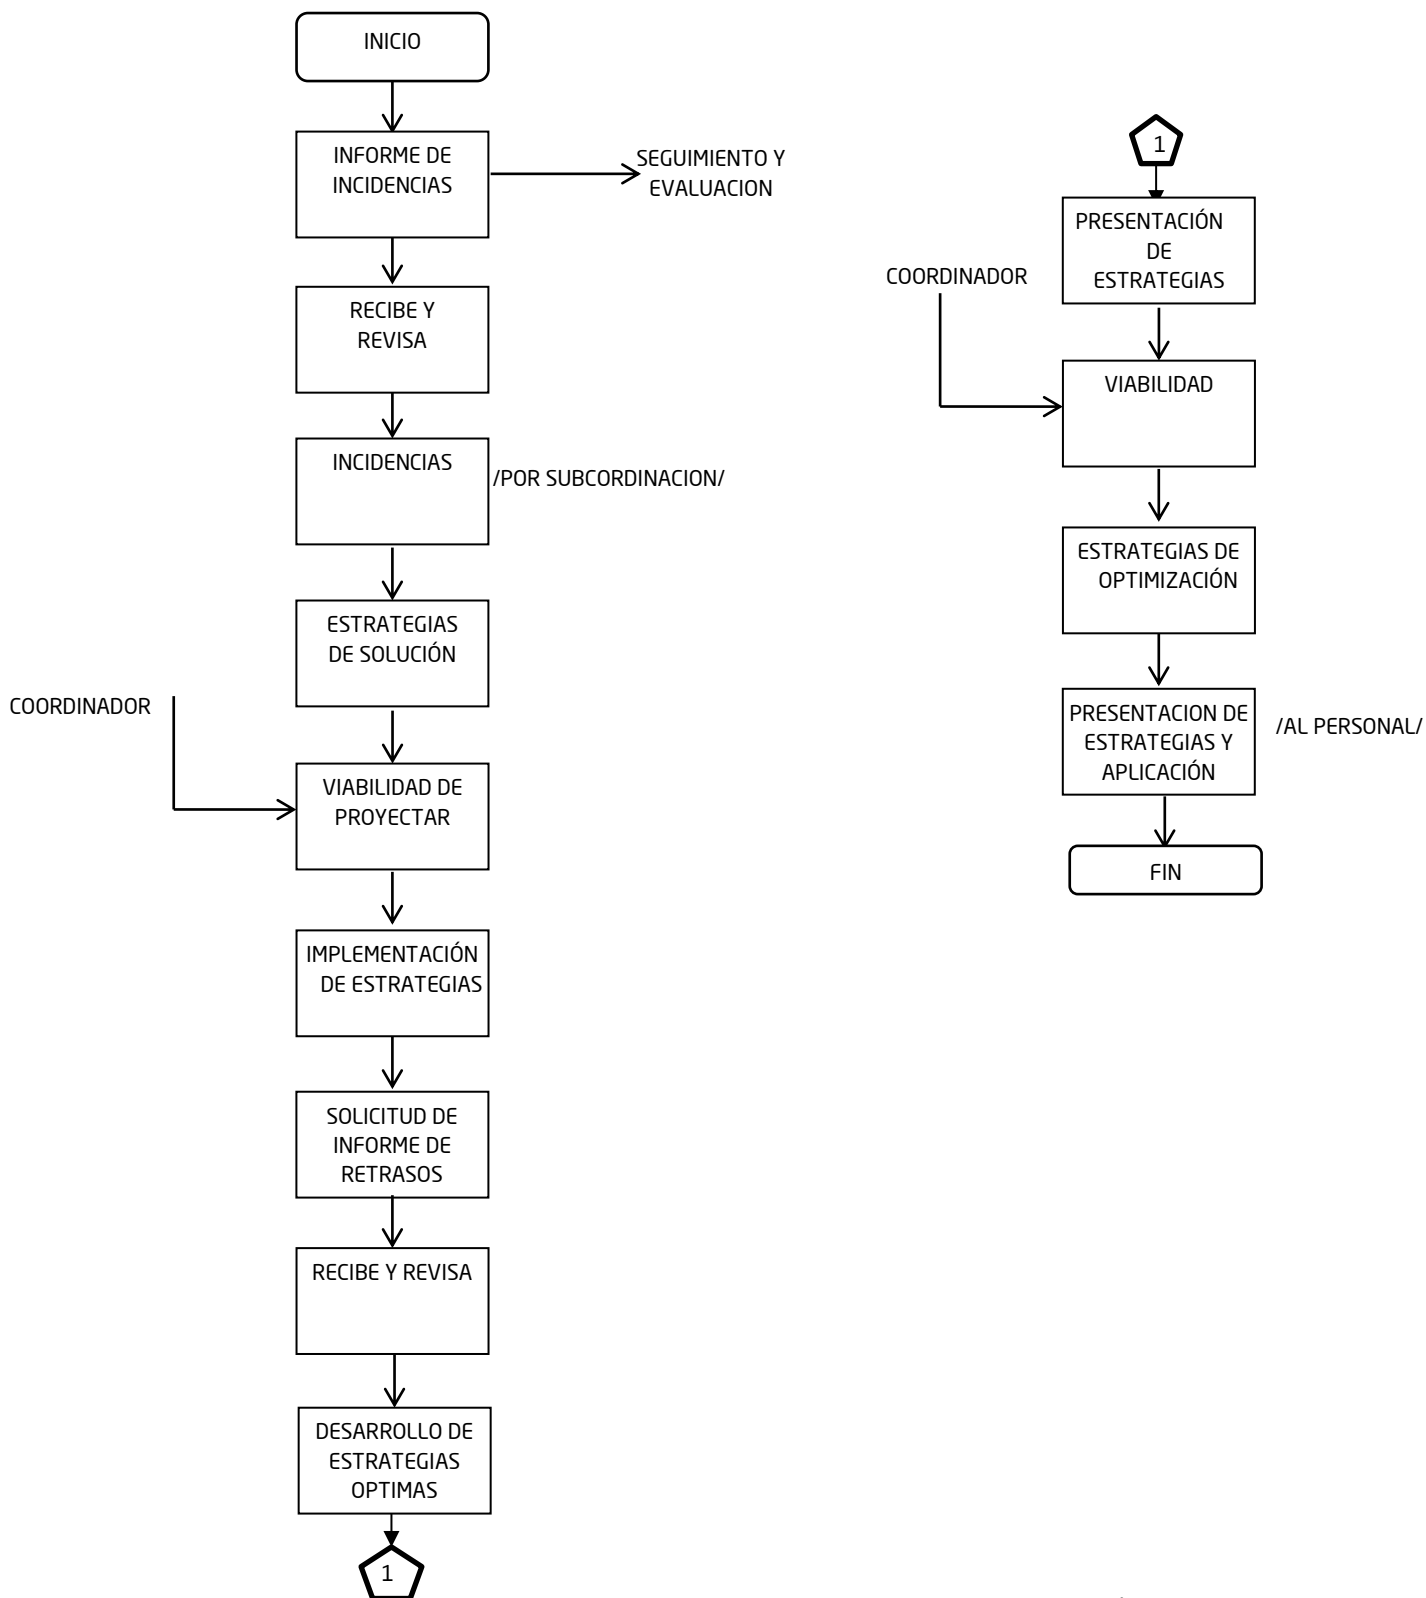 INICIO
INFORME DE
INCIDENCIAS
SEGUIMIENTO Y
EVALUACION
RECIBE Y
REVISA
INCIDENCIAS
/POR SUBCORDINACION/
ESTRATEGIAS
DE SOLUCIÓN
COORDINADOR
VIABILIDAD DE
PROYECTAR
IMPLEMENTACIÓN
DE ESTRATEGIAS
SOLICITUD DE
INFORME DE
RETRASOS
RECIBE Y REVISA
DESARROLLO DE
ESTRATEGIAS
OPTIMAS
1
1
PRESENTACIÓN
DE
ESTRATEGIAS
COORDINADOR
VIABILIDAD
ESTRATEGIAS DE
OPTIMIZACIÓN
PRESENTACION DE
ESTRATEGIAS Y
APLICACIÓN
/AL PERSONAL/
FIN